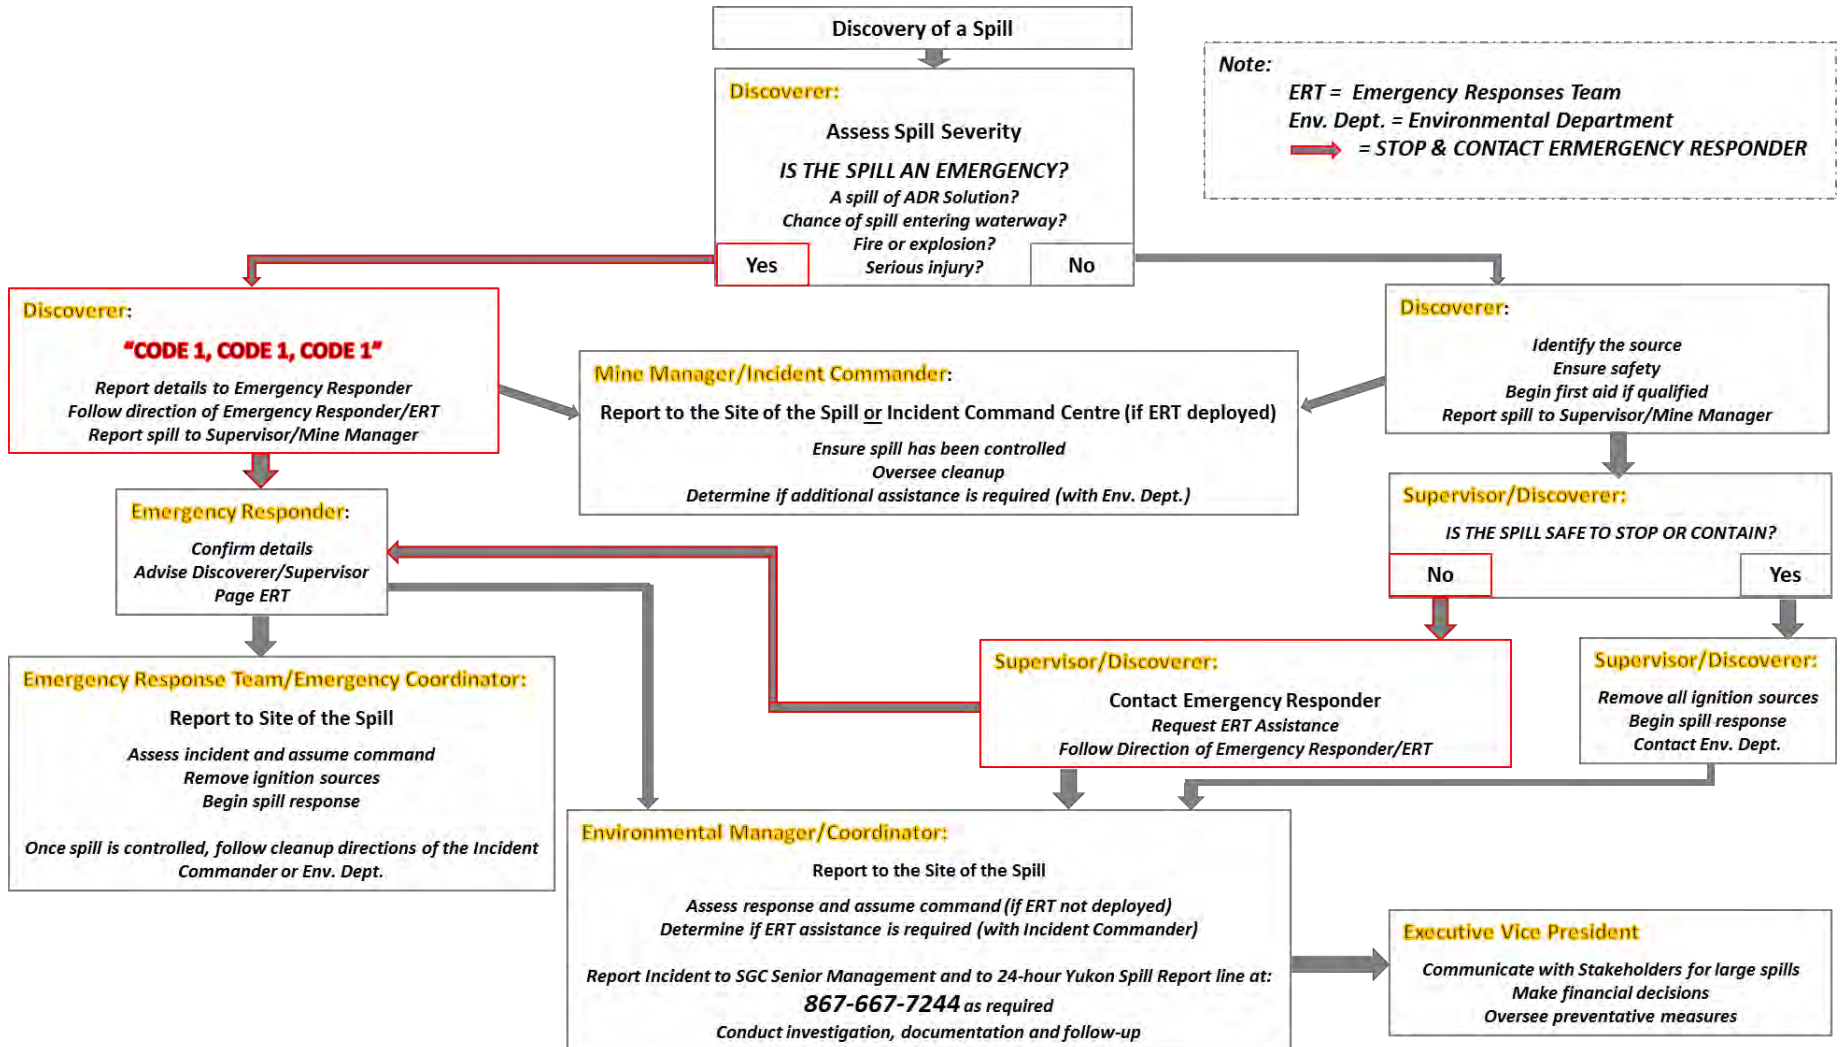 Discovery of a Spill
Note:
ERT = Emergency Responses Team
Env. Dept. = Environmental Department
= STOP & CONTACT ERMERGENCY RESPONDER
Discoverer:
Assess Spill Severity
IS THE SPILL AN EMERGENCY?
A spill of ADR Solution?
Chance of spill entering waterway?
Fire or explosion?
Serious injury?
Yes
No
Discoverer:
"CODE 1, CODE 1, CODE 1"
Report details to Emergency Responder
Follow direction of Emergency Responder/ERT
Report spill to Supervisor/Mine Manager
Mine Manager/Incident Commander:
Report to the Site of the Spill or Incident Command Centre (if ERT deployed)
Ensure spill has been controlled
Oversee cleanup
Determine if additional assistance is required (with Env. Dept.)
Discoverer:
Identify the source
Ensure safety
Begin first aid if qualified
Report spill to Supervisor/Mine Manager
Emergency Responder:
Confirm details
Advise Discoverer/Supervisor
Page ERT
Supervisor/Discoverer:
IS THE SPILL SAFE TO STOP OR CONTAIN?
No
Yes
Emergency Response Team/Emergency Coordinator:
Report to Site of the Spill
Assess incident and assume command
Remove ignition sources
Begin spill response
Once spill is controlled, follow cleanup directions of the Incident
Commander or Env. Dept.
Supervisor/Discoverer:
Contact Emergency Responder
Request ERT Assistance
Follow Direction of Emergency Responder/ERT
Supervisor/Discoverer:
Remove all ignition sources
Begin spill response
Contact Env. Dept.
Environmental Manager/Coordinator:
Report to the Site of the Spill
Assess response and assume command (if ERT not deployed)
Determine if ERT assistance is required (with Incident Commander)
Report Incident to SGC Senior Management and to 24-hour Yukon Spill Report line at:
867-667-7244 as required
Conduct investigation, documentation and follow-up
Executive Vice President
Communicate with Stakeholders for large spills
Make financial decisions
Oversee preventative measures